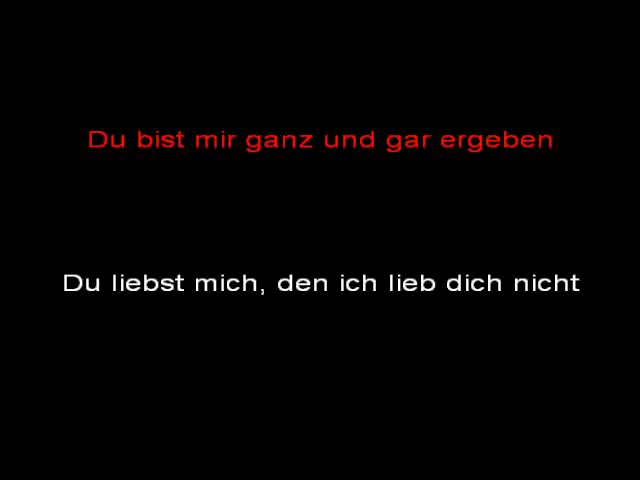 Du bist mir ganz und gar ergeben
Du liebst mich, den ich lieb dich nicht